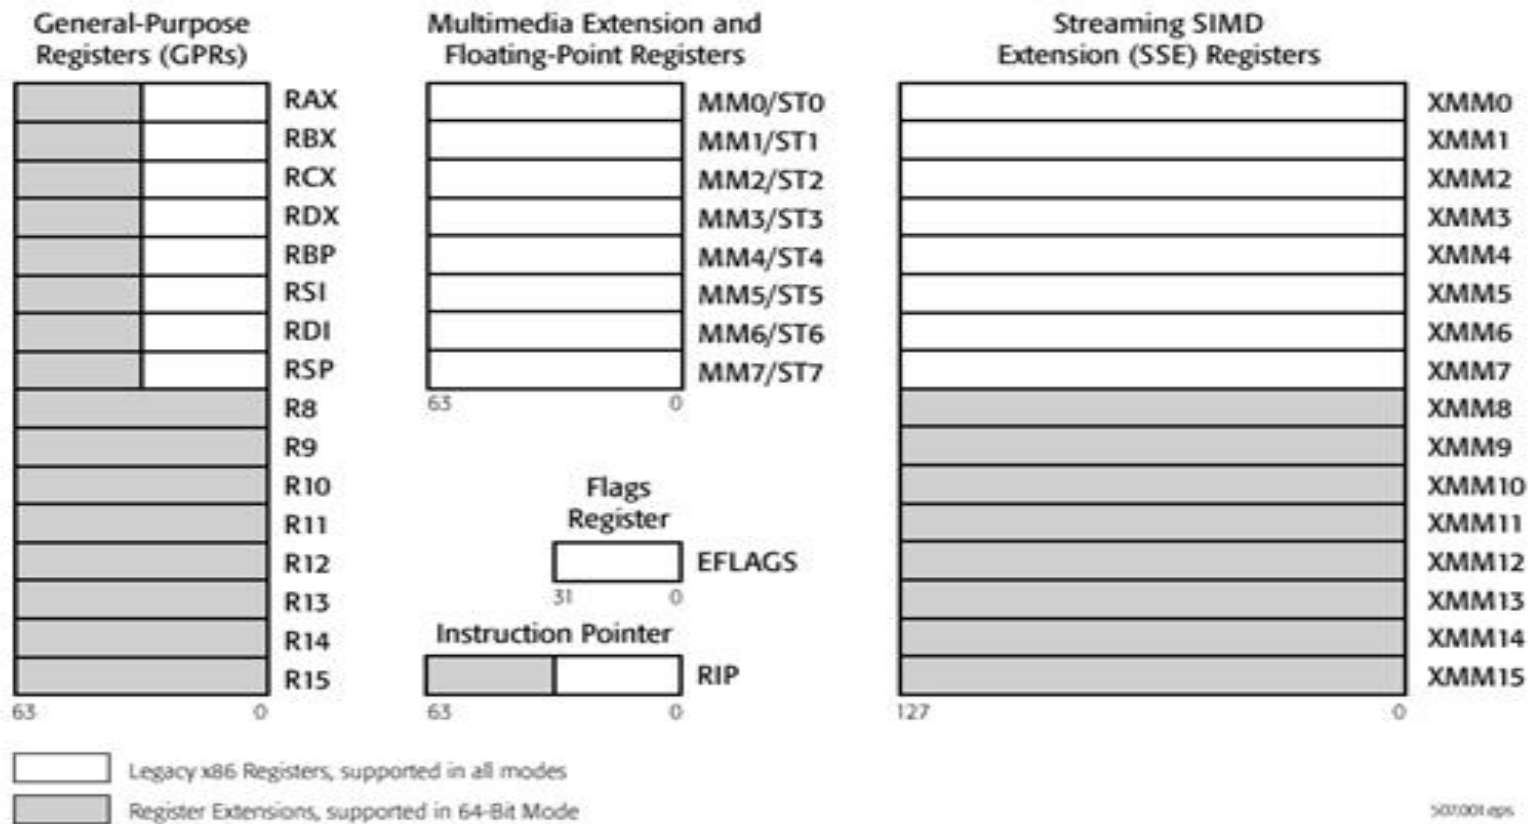 General-Purpose
Registers (GPRs)
RAX
RBX
RCX
RDX
RBP
RSI
RDI
RSP
R8
R9
R10
R11
R12
R13
R14
R15
63 0
Multimedia Extension and
Floating-Point Registers
MM0/ST0
MM1/ST1
MM2/ST2
MM3/ST3
MM4/ST4
MM5/ST5
MM6/ST6
MM7/ST7
63 0
Flags
Register
EFLAGS
31 0
Instruction Pointer
RIP
63 0
Streaming SIMD
Extension (SSE) Registers
XMM0
XMM1
XMM2
XMM3
XMM4
XMM5
XMM6
XMM7
XMM8
XMM9
XMM10
XMM11
XMM12
XMM13
XMM14
XMM15
127 0
Legacy x86 Registers, supported in all modes
Register Extensions, supported in 64-Bit Mode
507.001 eps